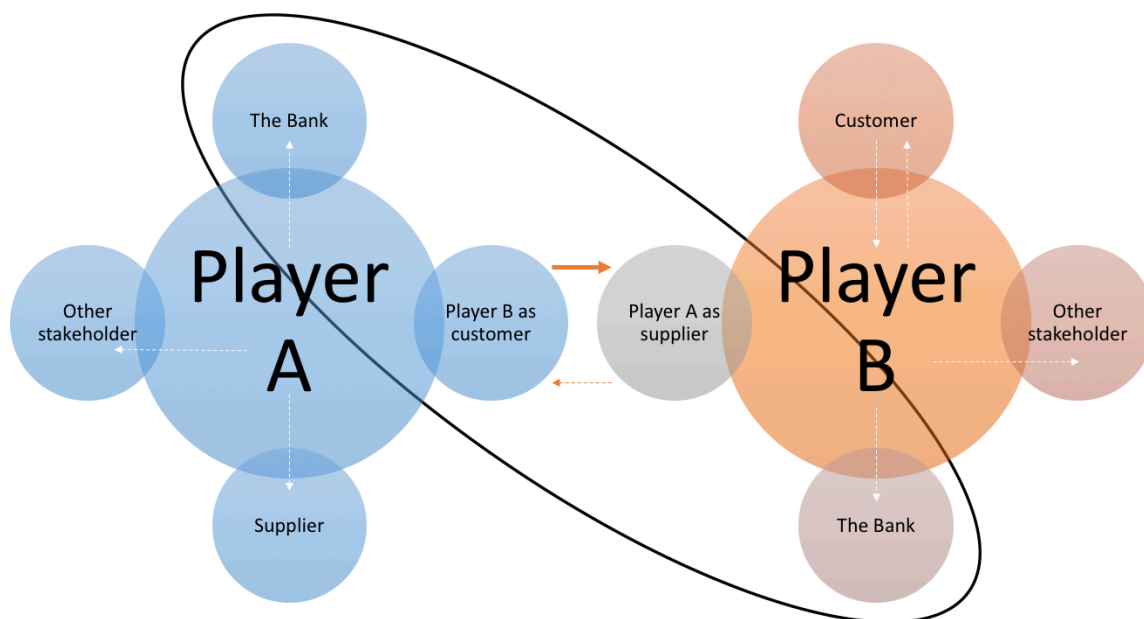 The Bank
Customer
Player
A
Other
stakeholder
Player B as
customer
Player A as
supplier
Player
B
Other
stakeholder
Supplier
The Bank